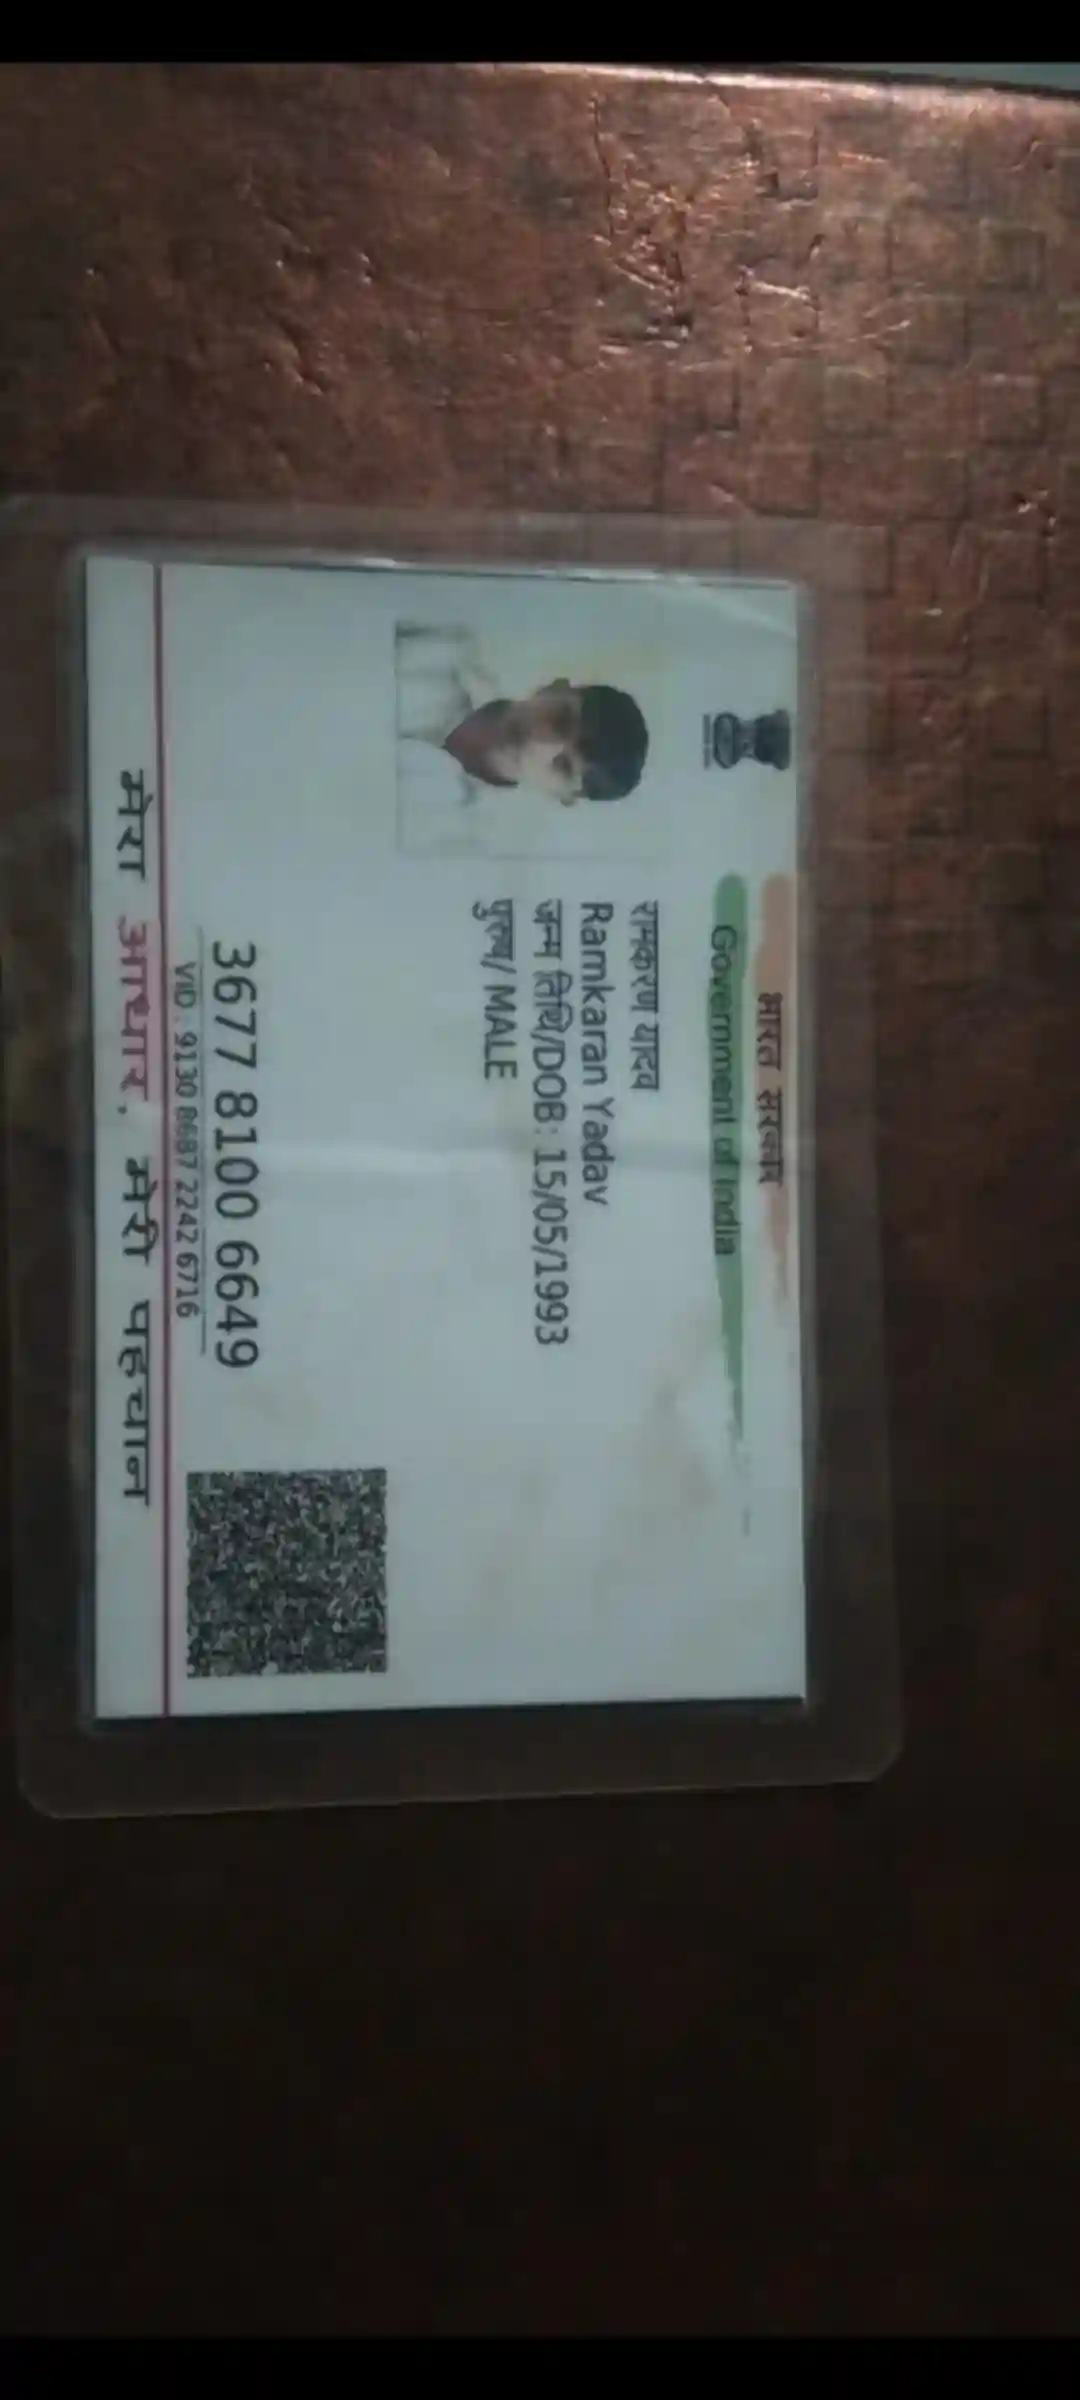 भारत सरकार
Government of India
रामकरण यादव
Ramkaran Yadav
जन्म तिथि/DOB: 15/05/1993
पुरुष/ MALE
3677 8100 6649
VID : 9130 8687 2242 6716
मेरा आधार, मेरी पहचान